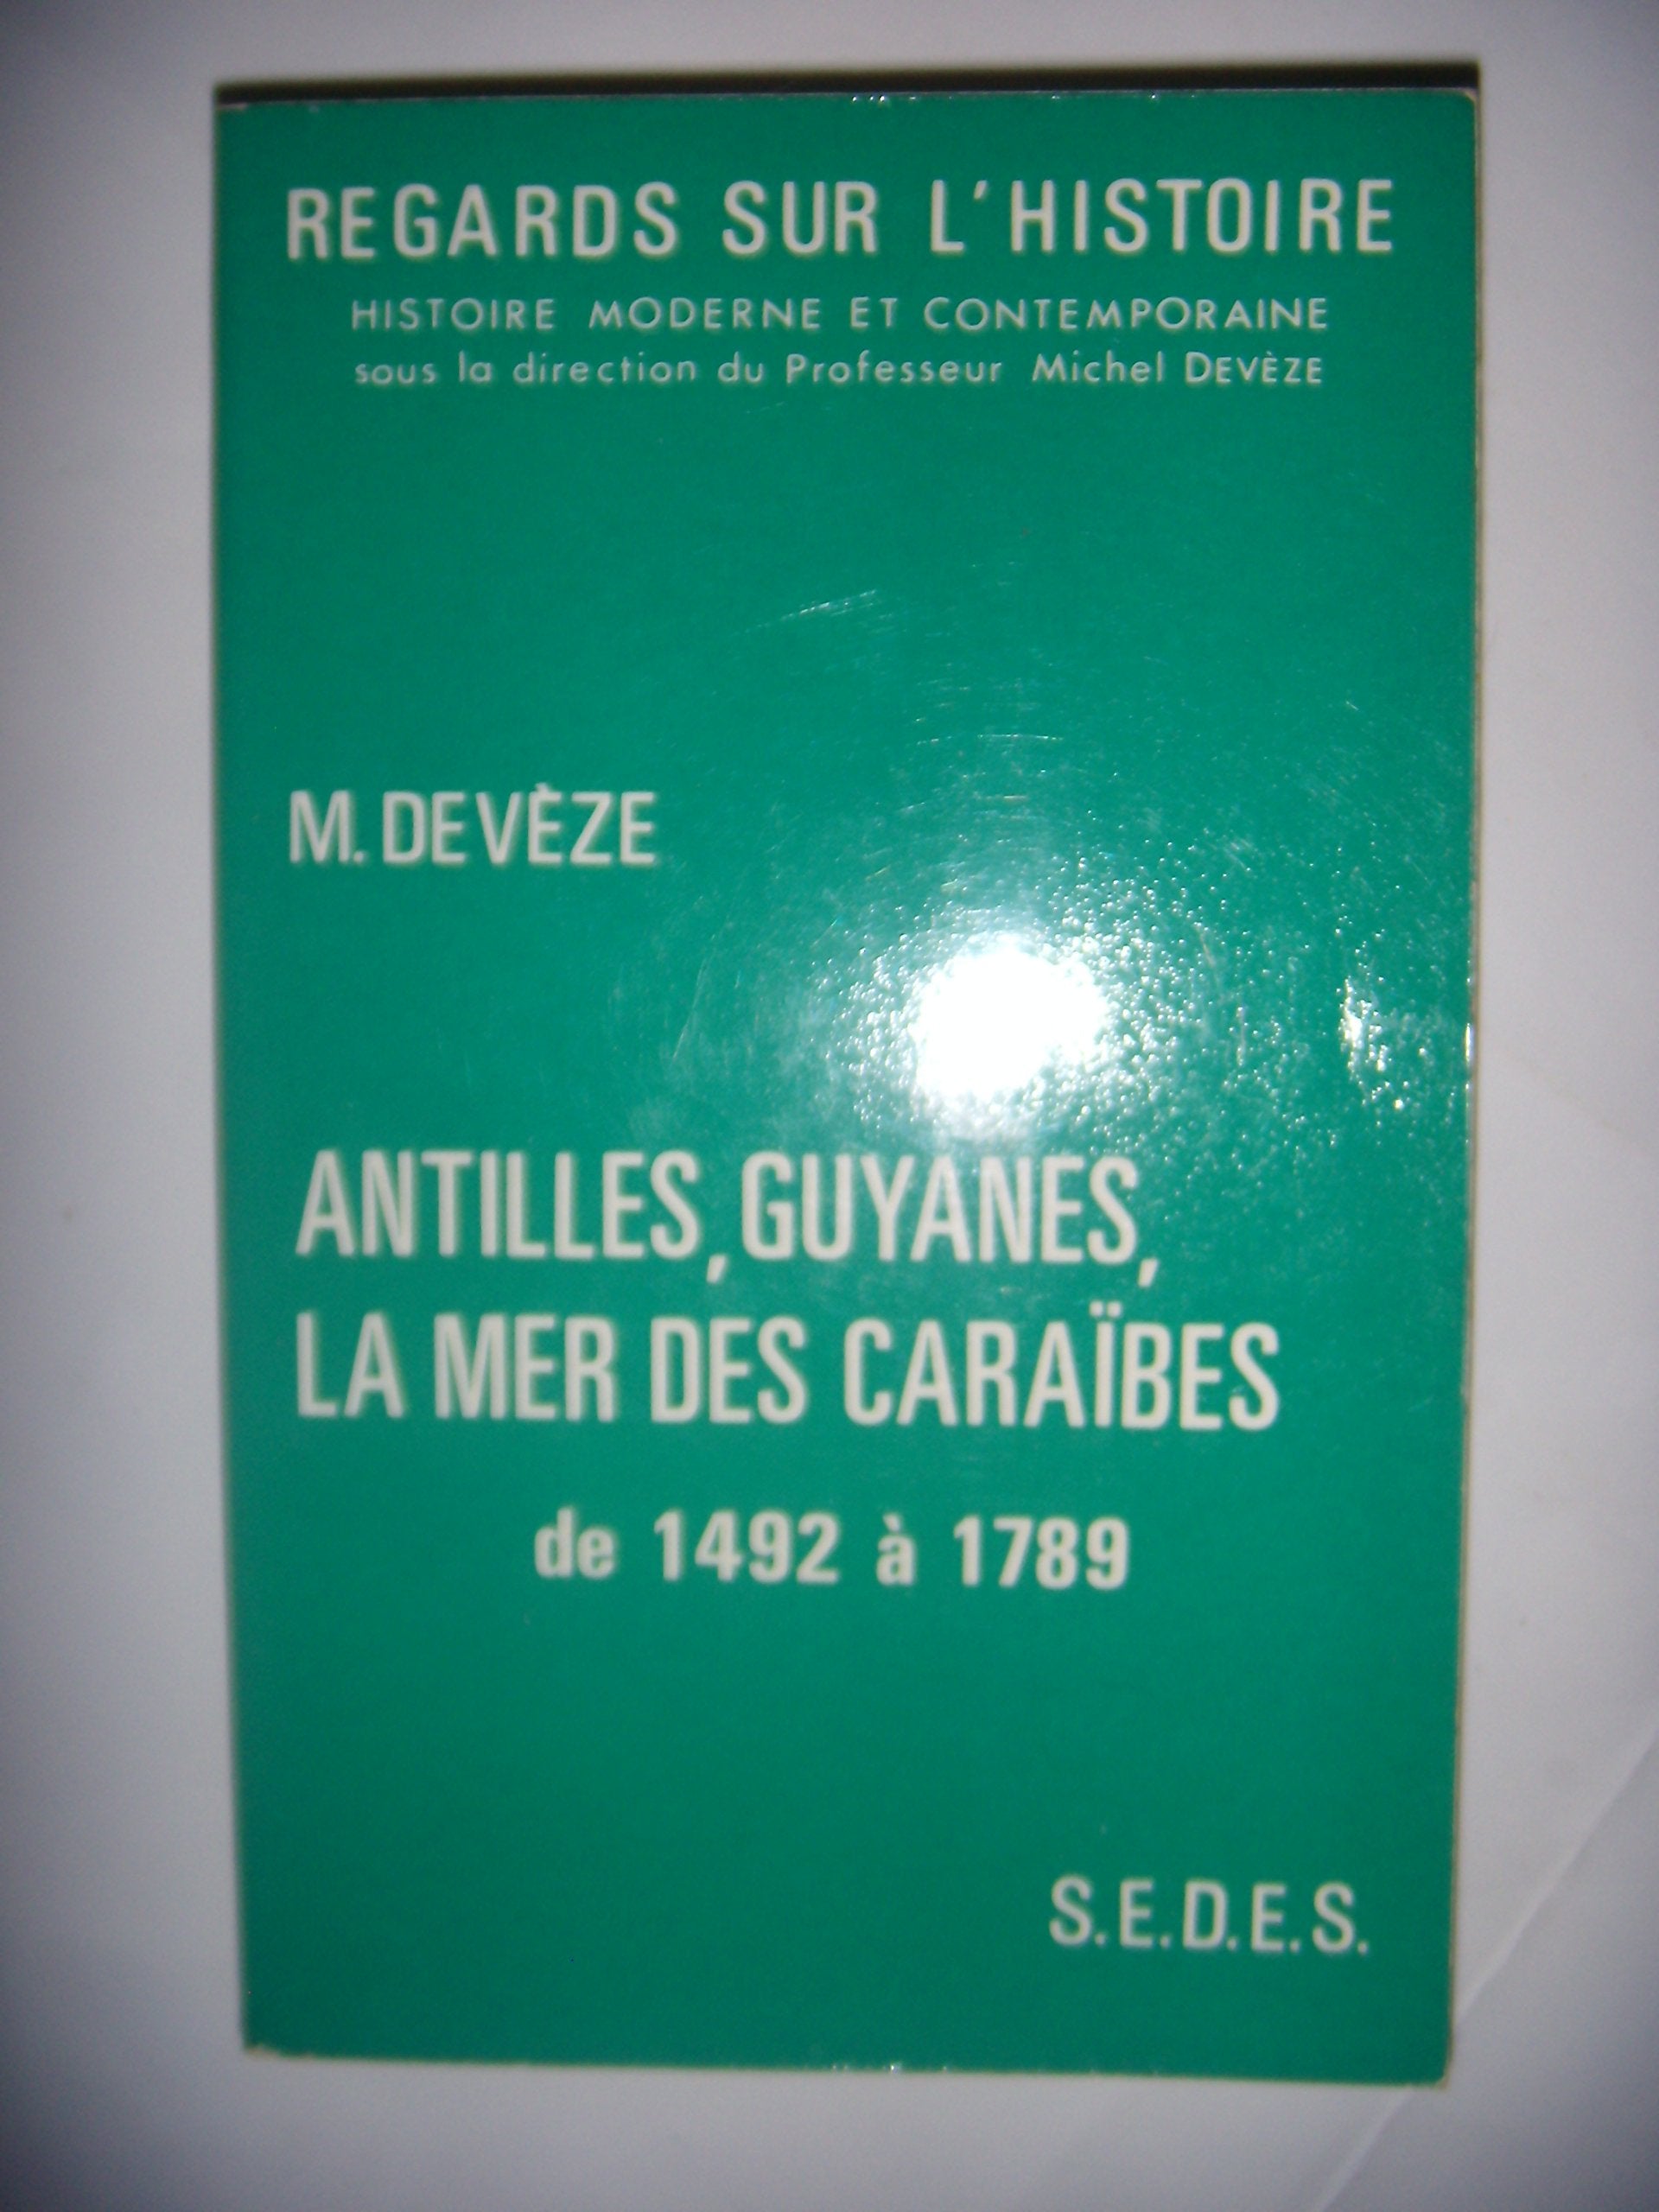 REGARDS SUR L'HISTOIRE
HISTOIRE MODERNE ET CONTEMPORAINE
sous la direction du Professeur Michel DEVÈZE
M. DEVÈZE
ANTILLES, GUYANES,
LA MER DES CARAÏBES
de 1492 à 1789
S.E.D.E.S.